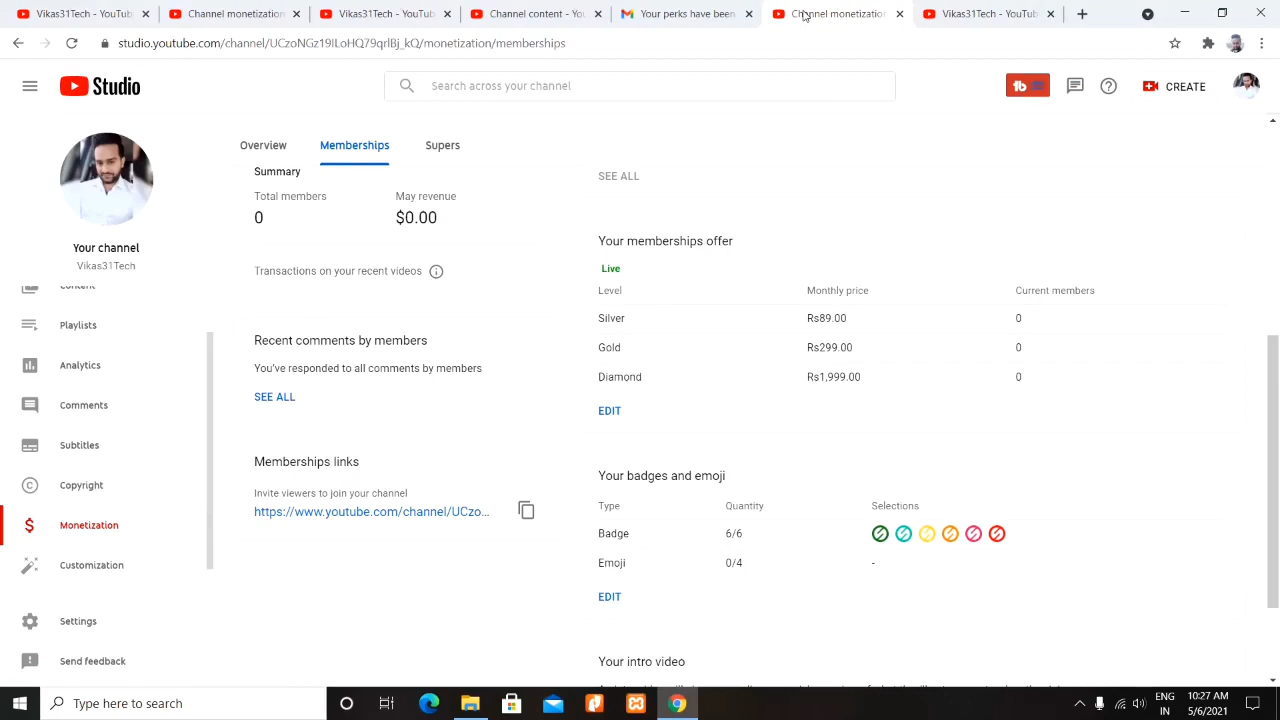 Vikas31Tech - YouTube
Channel monetization
Vikas31Tech - YouTube
Channel content - You
Your perks have been
Channel monetization
Vikas31Tech - YouTube
studio.youtube.com/channel/UCzoNGz19ILoHQ79qrlBj_kQ/monetization/memberships
Studio
Search across your channel
CREATE
Overview
Memberships
Supers
Your channel
Vikas31Tech
Content
Playlists
Analytics
Comments
Subtitles
Copyright
Monetization
Customization
Settings
Send feedback
Summary
Total members
May revenue
0
$0.00
Transactions on your recent videos
Recent comments by members
You've responded to all comments by members
SEE ALL
Memberships links
Invite viewers to join your channel
https://www.youtube.com/channel/UCzo...
SEE ALL
Your memberships offer
Live
Level Monthly price Current members
Silver Rs89.00 0
Gold Rs299.00 0
Diamond Rs1,999.00 0
EDIT
Your badges and emoji
Type Quantity Selections
Badge 6/6
Emoji 0/4 -
EDIT
Your intro video
Type here to search
ENG
IN
10:27 AM
5/6/2021